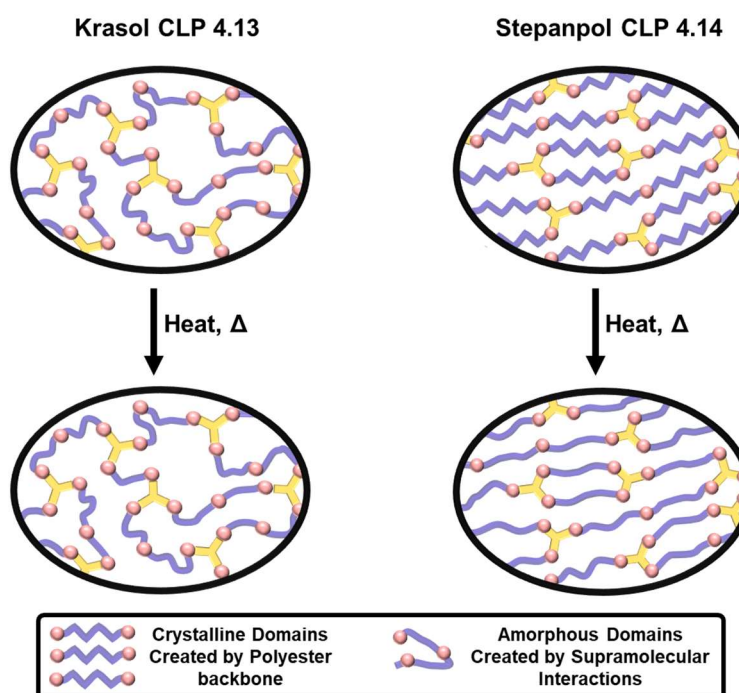 Krasol CLP 4.13
Stepanpol CLP 4.14
Heat, Δ
Heat, Δ
Crystalline Domains
Created by Polyester
backbone
Amorphous Domains
Created by Supramolecular
Interactions